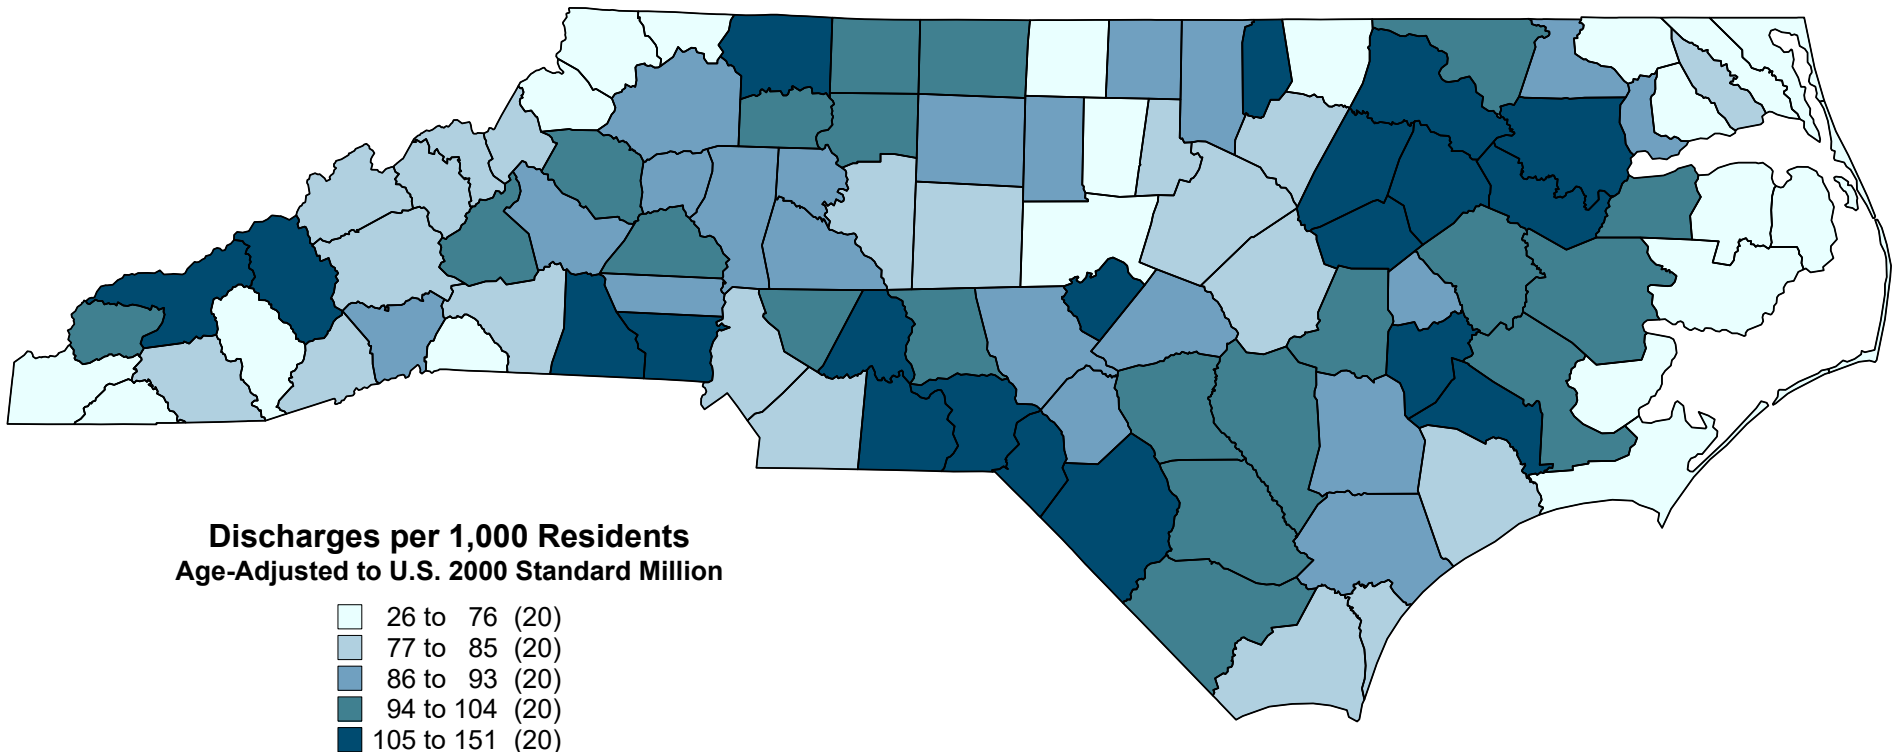 Discharges per 1,000 Residents
Age-Adjusted to U.S. 2000 Standard Million
26 to 76 (20)
77 to 85 (20)
86 to 93 (20)
94 to 104 (20)
105 to 151 (20)